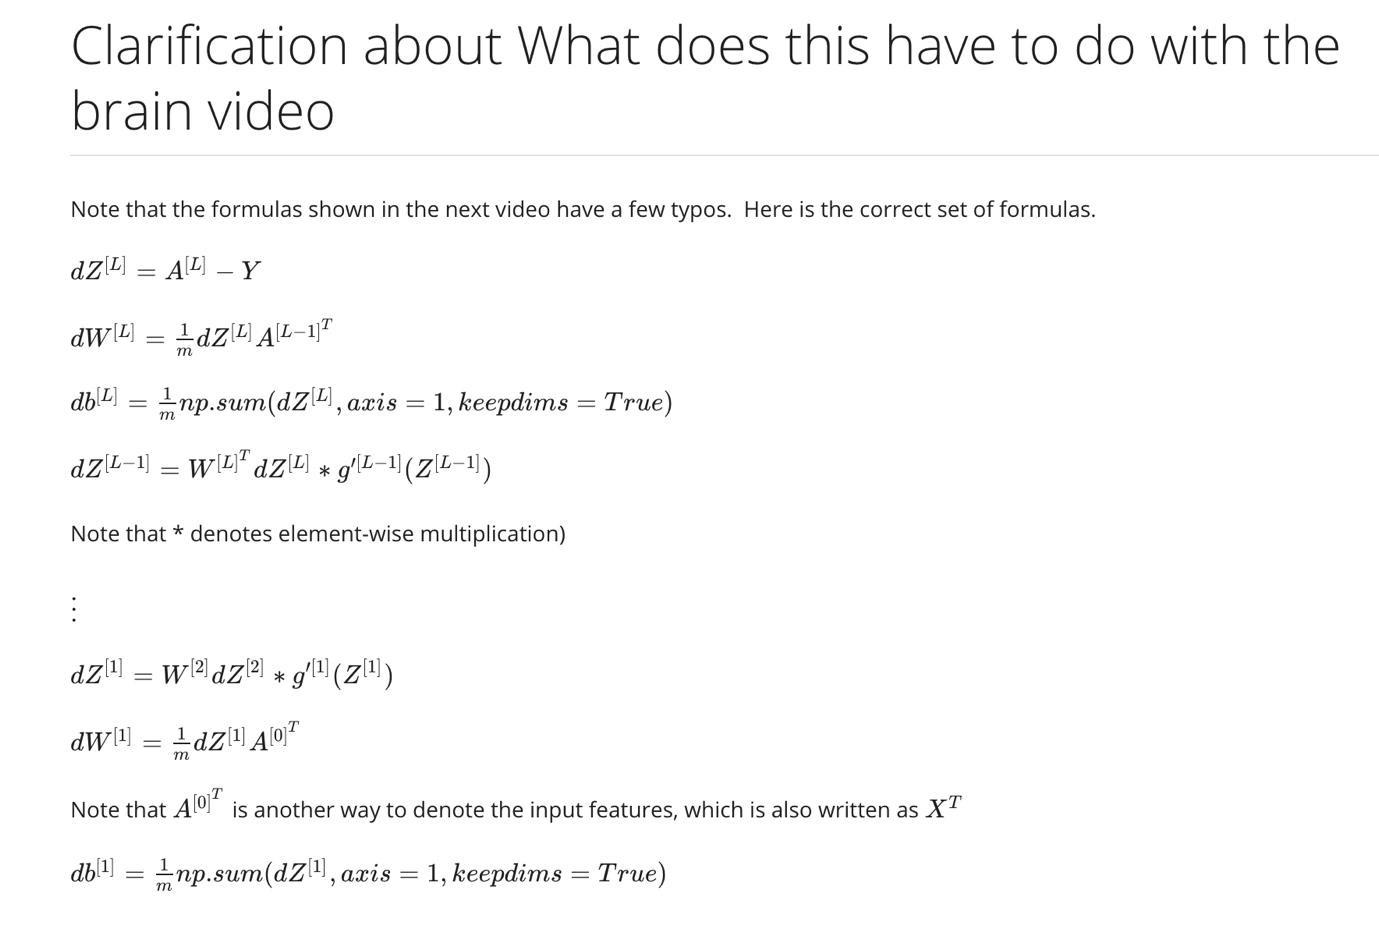 Clarification about What does this have to do with the
brain video
Note that the formulas shown in the next video have a few typos.  Here is the correct set of formulas.
$dZ^{[L]} = A^{[L]} - Y$
$dW^{[L]} = \frac{1}{m} dZ^{[L]} A^{[L-1]^T}$
$db^{[L]} = \frac{1}{m} np.sum(dZ^{[L]}, axis = 1, keepdims = True)$
$dZ^{[L-1]} = W^{[L]^T} dZ^{[L]} * g'^{[L-1]}(Z^{[L-1]})$
Note that * denotes element-wise multiplication)
⋮
$dZ^{[1]} = W^{[2]} dZ^{[2]} * g'^{[1]}(Z^{[1]})$
$dW^{[1]} = \frac{1}{m} dZ^{[1]} A^{[0]^T}$
Note that $A^{[0]^T}$ is another way to denote the input features, which is also written as $X^T$
$db^{[1]} = \frac{1}{m} np.sum(dZ^{[1]}, axis = 1, keepdims = True)$